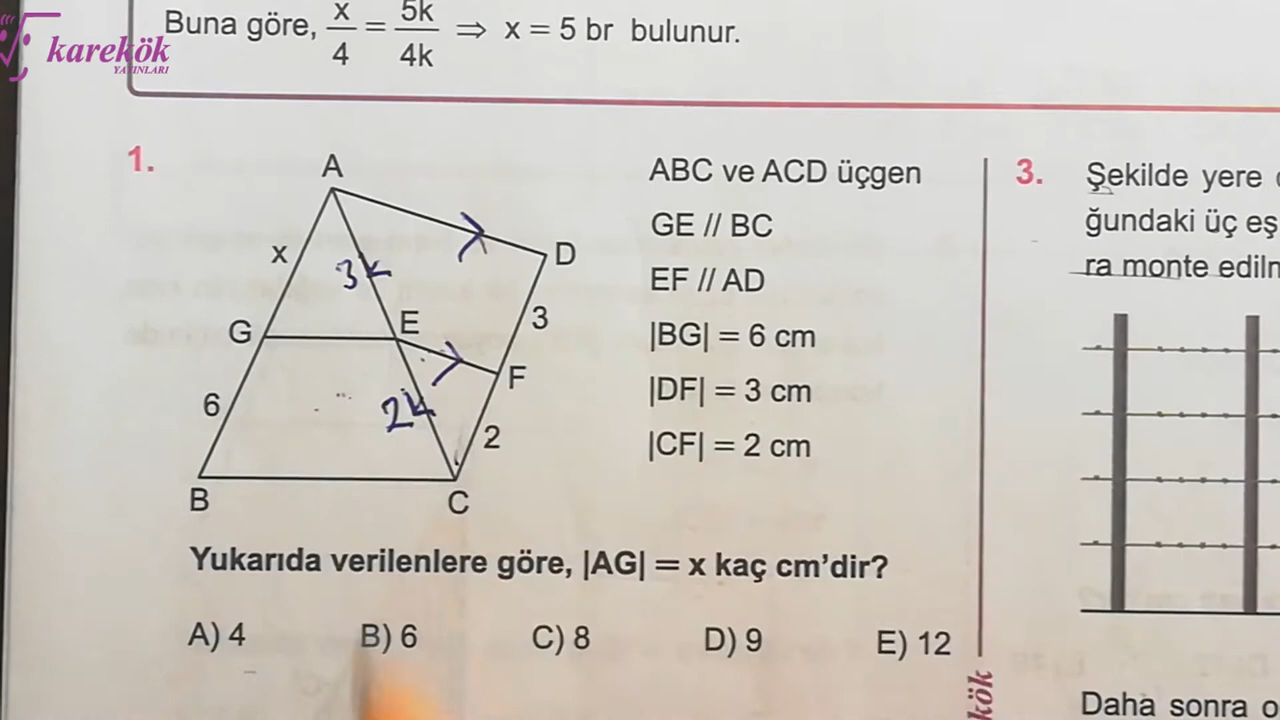 karekök
YAYINLARI
Buna göre, x/4 = 5k/4k ⇒ x = 5 br bulunur.
1.
A
x
3k
D
G
E
3
F
6
2k
2
B
C
ABC ve ACD üçgen
GE // BC
EF // AD
|BG| = 6 cm
|DF| = 3 cm
|CF| = 2 cm
Yukarıda verilenlere göre, |AG| = x kaç cm'dir?
A) 4 B) 6 C) 8 D) 9 E) 12
kök
3.
Şekilde yere
ğundaki üç eş
ra monte edilm
Daha sonra o